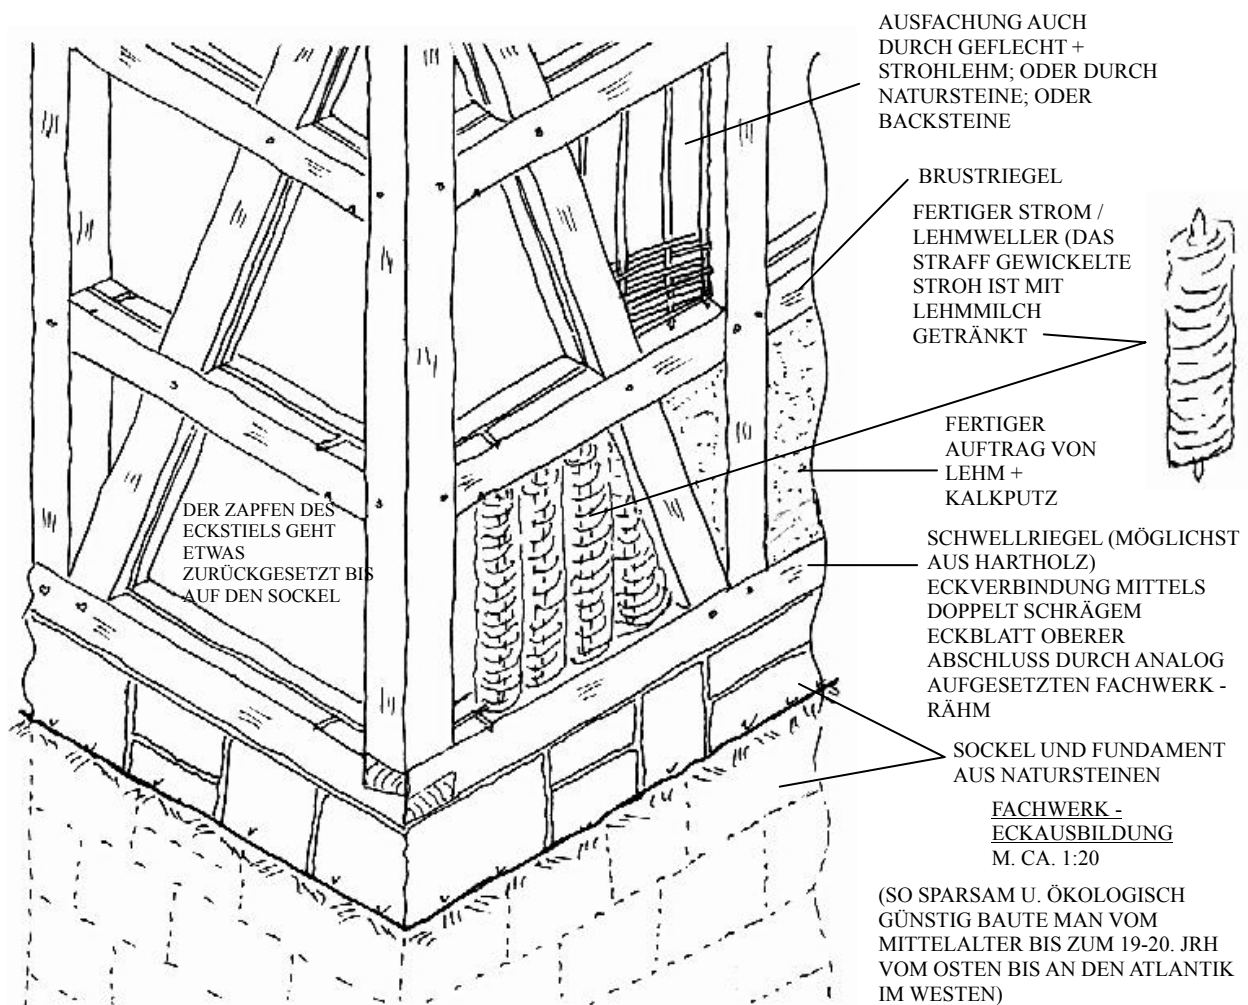 AUSFACHUNG AUCH
DURCH GEFLECHT +
STROHLEHM; ODER DURCH
NATURSTEINE; ODER
BACKSTEINE
BRUSTRIEGEL
FERTIGER STROM /
LEHMWELLER (DAS
STRAFF GEWICKELTE
STROH IST MIT
LEHMMILCH
GETRÄNKT
FERTIGER
AUFTRAG VON
LEHM +
KALKPUTZ
DER ZAPFEN DES
ECKSTIELS GEHT
ETWAS
ZURÜCKGESETZT BIS
AUF DEN SOCKEL
SCHWELLRIEGEL (MÖGLICHST
AUS HARTHOLZ)
ECKVERBINDUNG MITTELS
DOPPELT SCHRÄGEM
ECKBLATT OBERER
ABSCHLUSS DURCH ANALOG
AUFGESETZTEN FACHWERK -
RÄHM
SOCKEL UND FUNDAMENT
AUS NATURSTEINEN
FACHWERK -
ECKAUSBILDUNG
M. CA. 1:20
(SO SPARSAM U. ÖKOLOGISCH
GÜNSTIG BAUTE MAN VOM
MITTELALTER BIS ZUM 19-20. JRH
VOM OSTEN BIS AN DEN ATLANTIK
IM WESTEN)